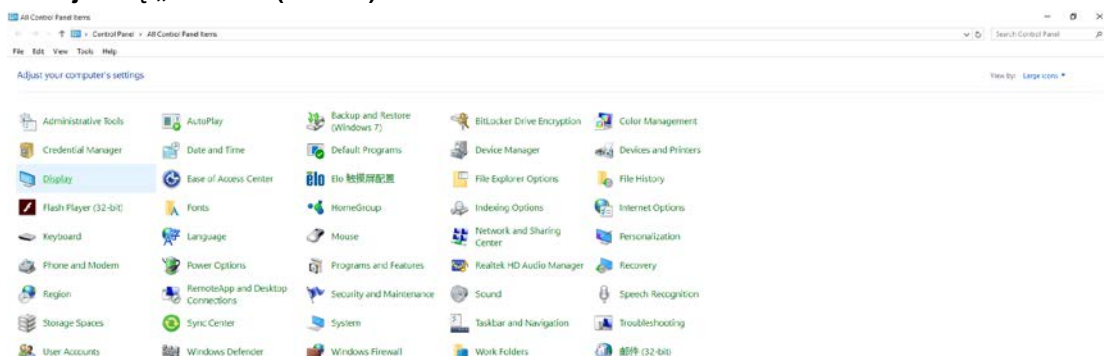 All Control Panel Items
Control Panel > All Control Panel Items
Search Control Panel
File Edit View Tools Help
Adjust your computer's settings
View by: Large icons
Administrative Tools
AutoPlay
Backup and Restore
(Windows 7)
BitLocker Drive Encryption
Color Management
Credential Manager
Date and Time
Default Programs
Device Manager
Devices and Printers
Display
Ease of Access Center
elo Elo 触摸屏配置
File Explorer Options
File History
Flash Player (32-bit)
Fonts
HomeGroup
Indexing Options
Internet Options
Keyboard
Language
Mouse
Network and Sharing
Center
Personalization
Phone and Modem
Power Options
Programs and Features
Realtek HD Audio Manager
Recovery
Region
RemoteApp and Desktop
Connections
Security and Maintenance
Sound
Speech Recognition
Storage Spaces
Sync Center
System
Taskbar and Navigation
Troubleshooting
User Accounts
Windows Defender
Windows Firewall
Work Folders
邮件 (32-bit)